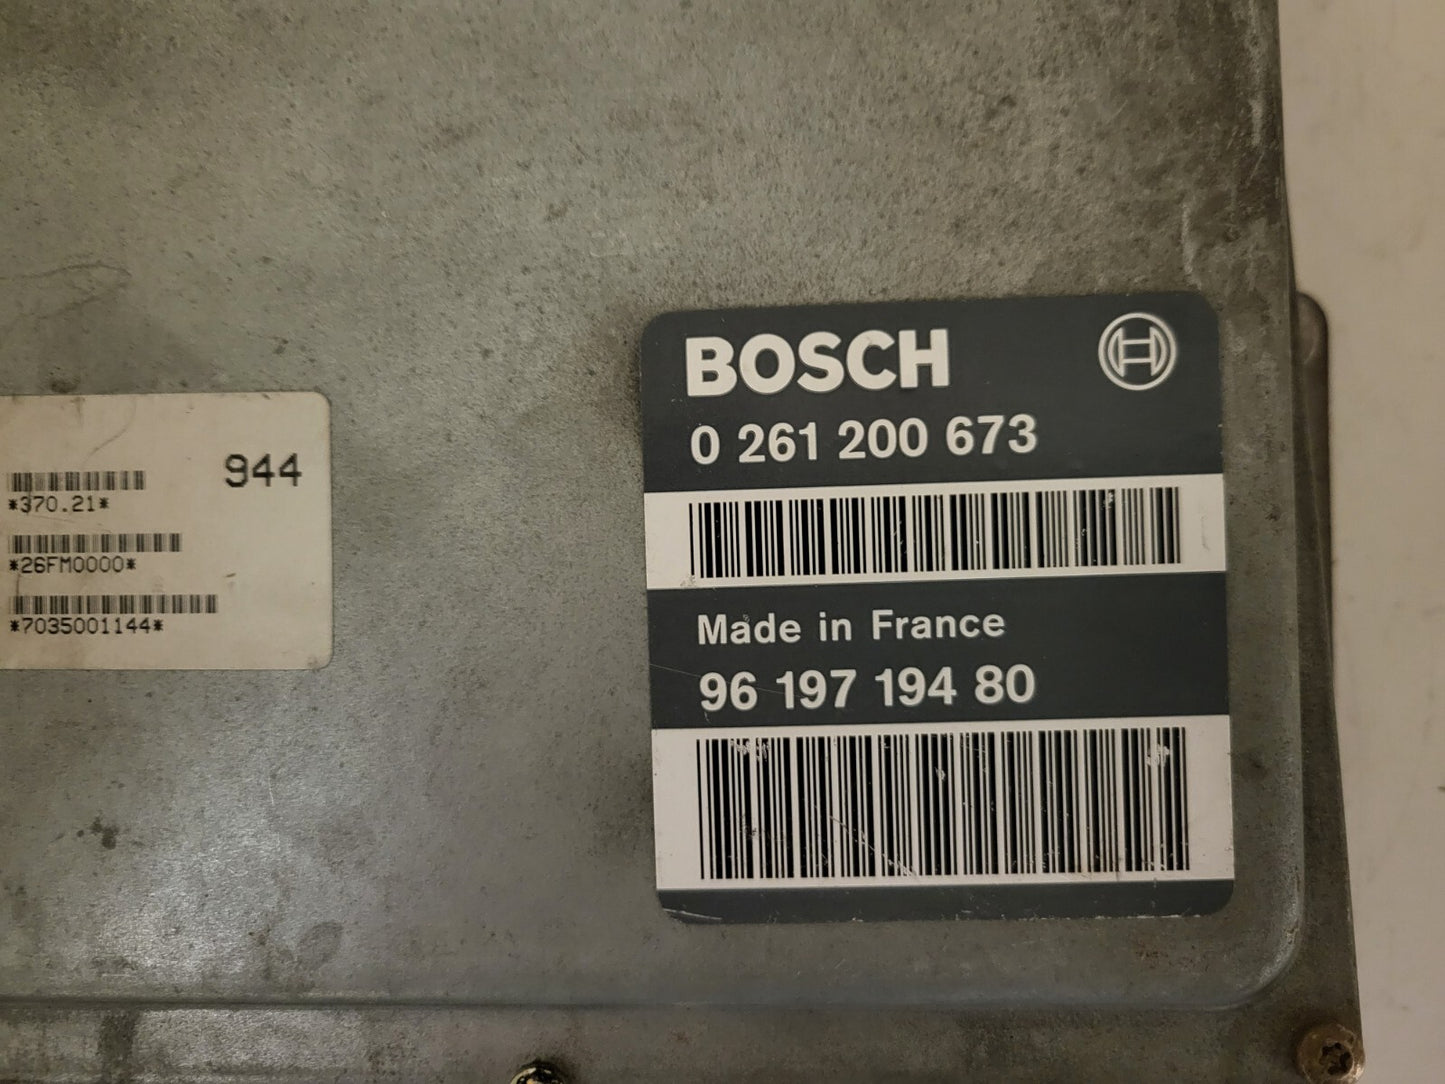 944
*370.21*
*26FM0000*
*7035001144*
BOSCH
0 261 200 673
Made in France
96 197 194 80